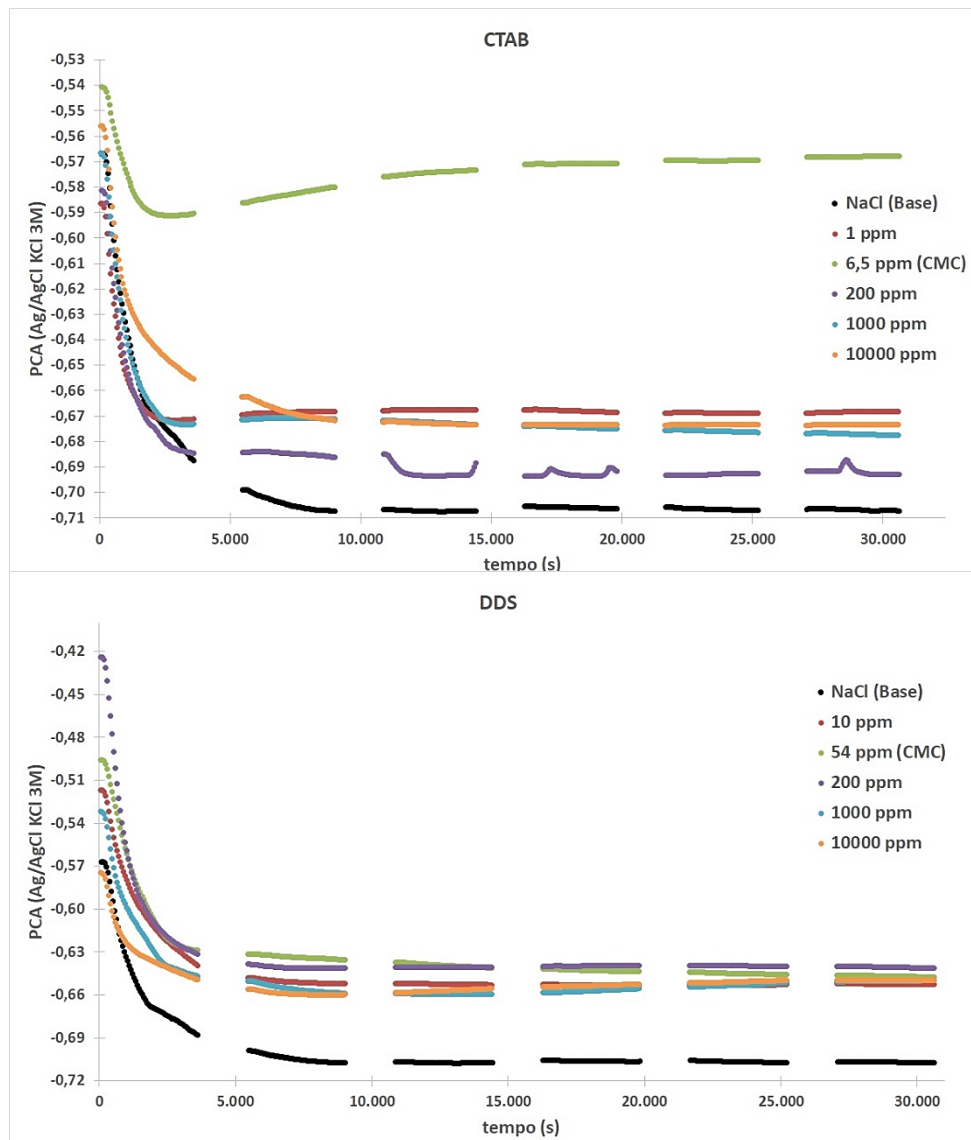 CTAB
-0,53
-0,54
-0,55
-0,56
-0,57
-0,58
-0,59
-0,60
-0,61
-0,62
-0,63
-0,64
-0,65
-0,66
-0,67
-0,68
-0,69
-0,70
-0,71
PCA (Ag/AgCl KCl 3M)
NaCl (Base)
1 ppm
6,5 ppm (CMC)
200 ppm
1000 ppm
10000 ppm
0 5.000 10.000 15.000 20.000 25.000 30.000
tempo (s)
DDS
-0,42
-0,45
-0,48
-0,51
-0,54
-0,57
-0,60
-0,63
-0,66
-0,69
-0,72
PCA (Ag/AgCl KCl 3M)
NaCl (Base)
10 ppm
54 ppm (CMC)
200 ppm
1000 ppm
10000 ppm
0 5.000 10.000 15.000 20.000 25.000 30.000
tempo (s)